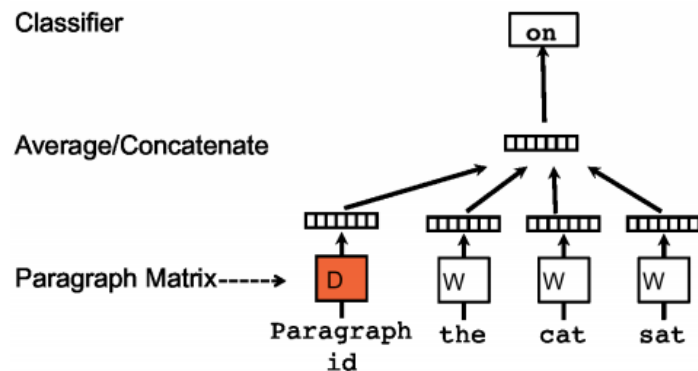 Classifier
on
Average/Concatenate
Paragraph Matrix
D W W W
Paragraph the cat sat
id